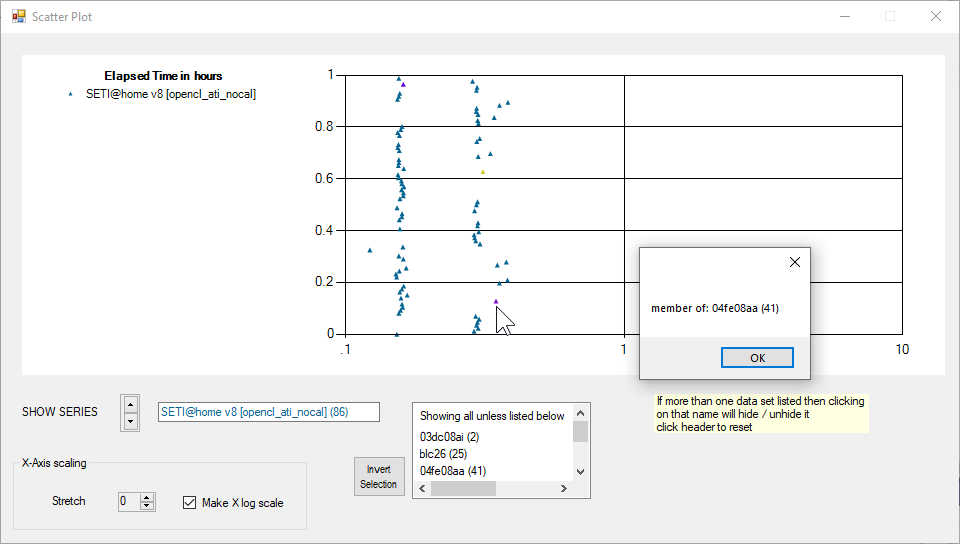 Scatter Plot
Elapsed Time in hours
SETI@home v8 [opencl_ati_nocal]
1
0.8
0.6
0.4
0.2
0
.1
1
10
member of: 04fe08aa (41)
OK
SHOW SERIES
SETI@home v8 [opencl_ati_nocal] (86)
Showing all unless listed below
03dc08ai (2)
blc26 (25)
04fe08aa (41)
If more than one data set listed then clicking
on that name will hide / unhide it
click header to reset
Invert
Selection
X-Axis scaling
Stretch
0
Make X log scale